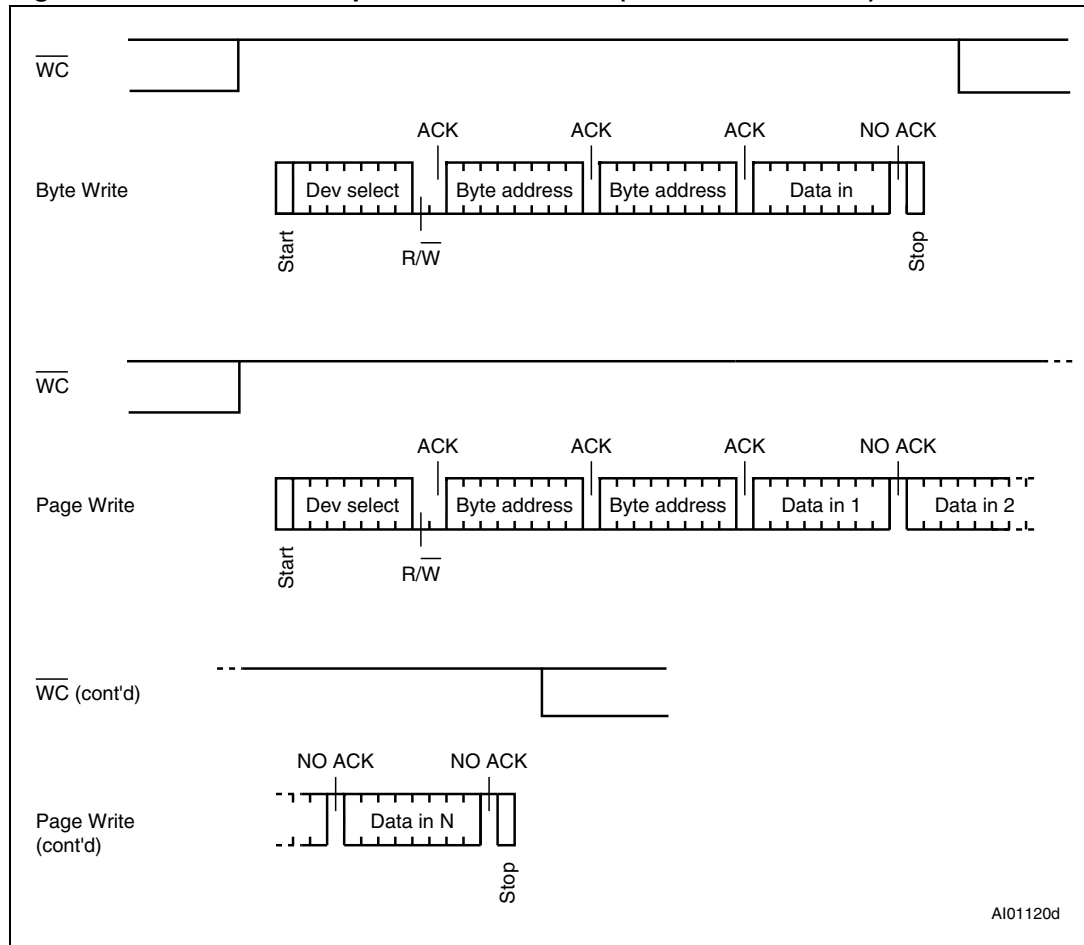 WC
ACK ACK ACK NO ACK
Byte Write Dev select Byte address Byte address Data in
Start R/W Stop
WC
ACK ACK ACK NO ACK
Page Write Dev select Byte address Byte address Data in 1 Data in 2
Start R/W
WC (cont'd)
NO ACK NO ACK
Page Write Data in N
(cont'd)
Stop
AI01120d